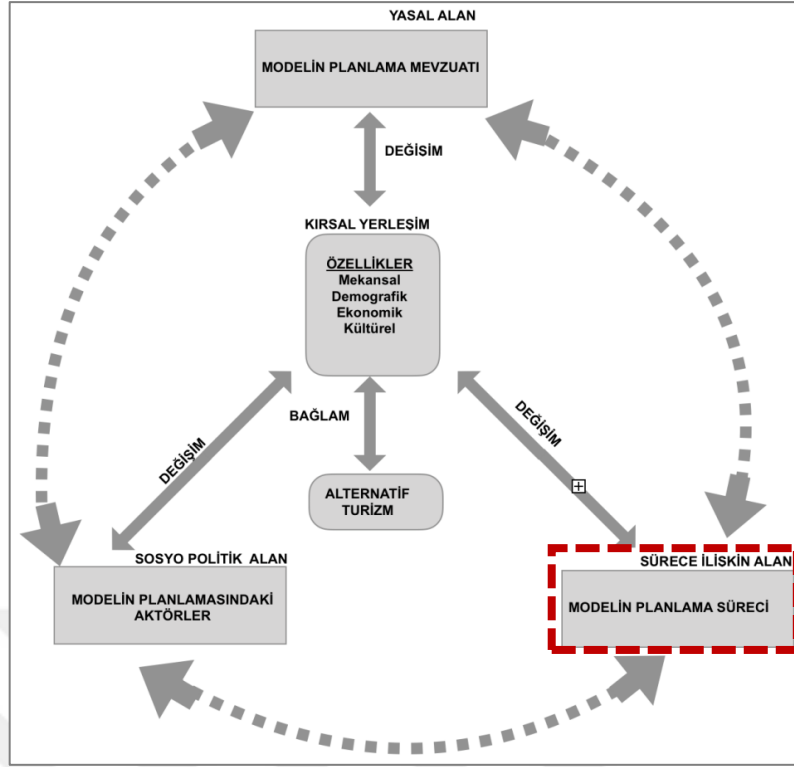 YASAL ALAN
MODELİN PLANLAMA MEVZUATI
DEĞİŞİM
KIRSAL YERLEŞİM
ÖZELLİKLER
Mekansal
Demografik
Ekonomik
Kültürel
DEĞİŞİM
BAĞLAM
DEĞİŞİM
ALTERNATİF
TURİZM
SOSYO POLİTİK ALAN
MODELİN PLANLAMASINDAKİ
AKTÖRLER
SÜRECE İLİŞKİN ALAN
MODELİN PLANLAMA SÜRECİ